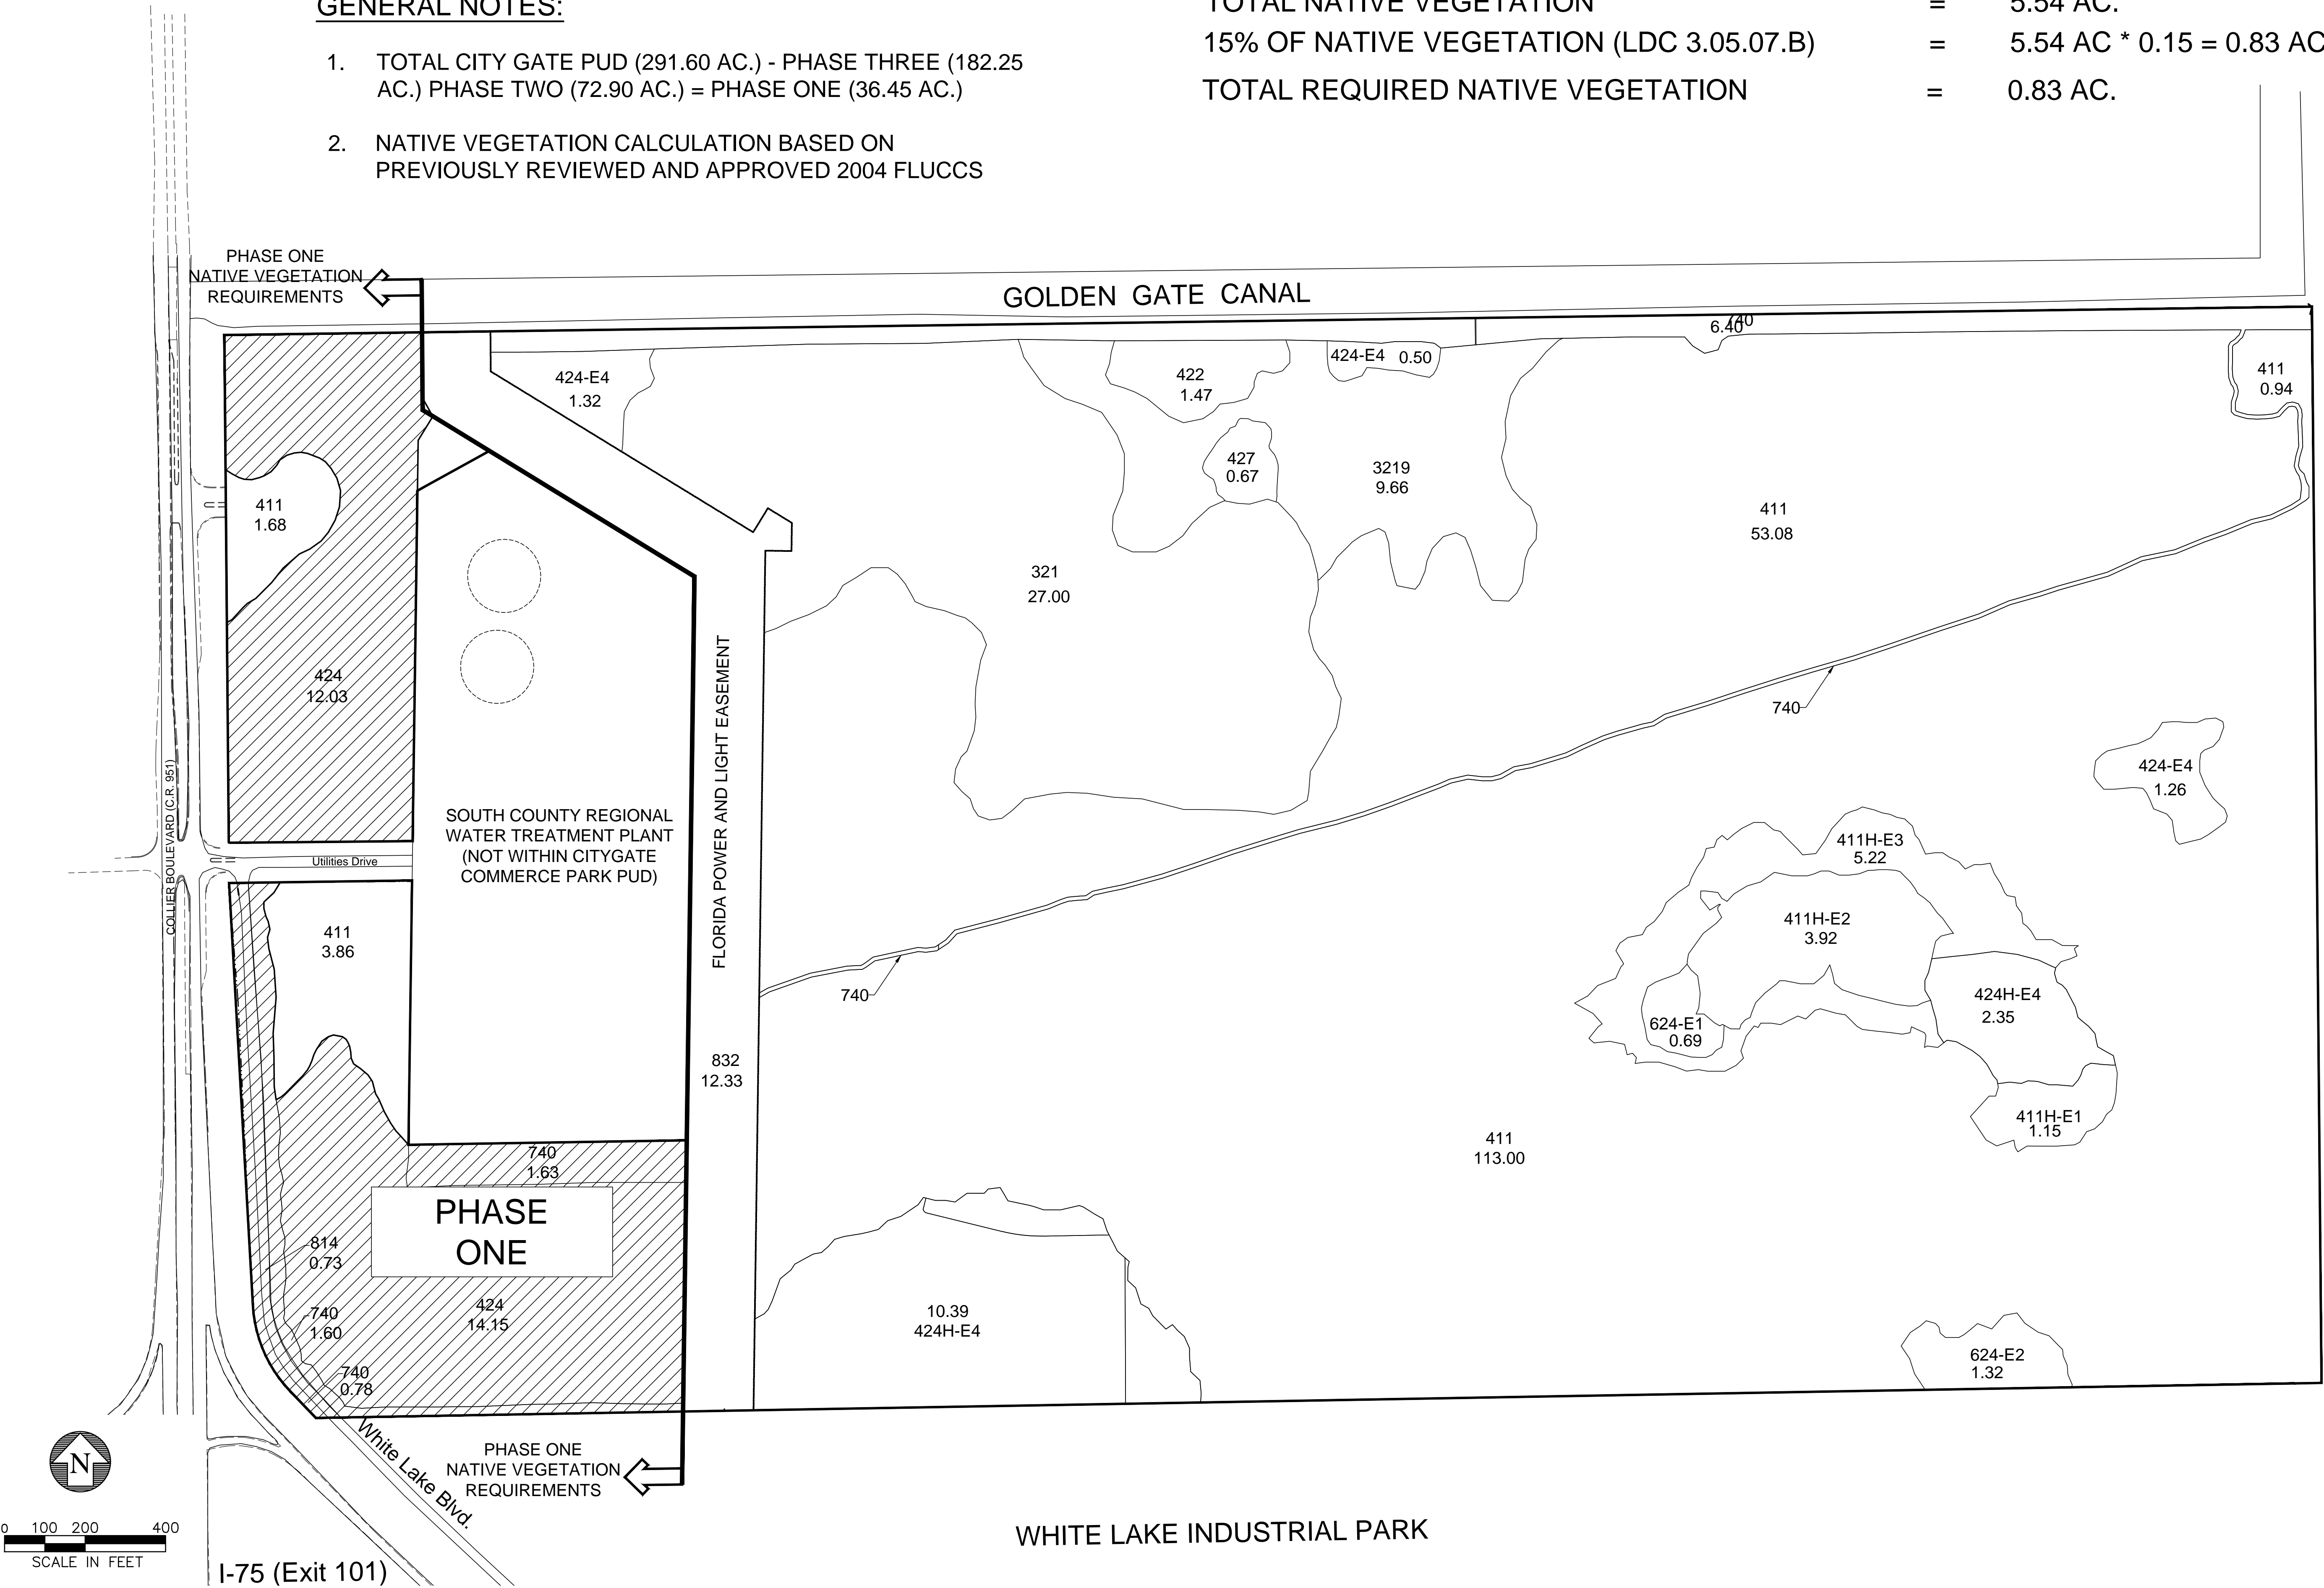 GENERAL NOTES:
1. TOTAL CITY GATE PUD (291.60 AC.) - PHASE THREE (182.25
AC.) PHASE TWO (72.90 AC.) = PHASE ONE (36.45 AC.)
2. NATIVE VEGETATION CALCULATION BASED ON
PREVIOUSLY REVIEWED AND APPROVED 2004 FLUCCS
TOTAL NATIVE VEGETATION = 5.54 AC.
15% OF NATIVE VEGETATION (LDC 3.05.07.B) = 5.54 AC * 0.15 = 0.83 AC
TOTAL REQUIRED NATIVE VEGETATION = 0.83 AC.
PHASE ONE
NATIVE VEGETATION
REQUIREMENTS
GOLDEN GATE CANAL
740
6.40
424-E4
1.32
422
1.47
424-E4 0.50
411
0.94
427
0.67
3219
9.66
411
1.68
411
53.08
321
27.00
424
12.03
FLORIDA POWER AND LIGHT EASEMENT
740
424-E4
1.26
COLLIER BOULEVARD (C.R. 951)
SOUTH COUNTY REGIONAL
WATER TREATMENT PLANT
(NOT WITHIN CITYGATE
COMMERCE PARK PUD)
Utilities Drive
411H-E3
5.22
411H-E2
3.92
411
3.86
740
424H-E4
2.35
624-E1
0.69
832
12.33
411H-E1
1.15
411
113.00
740
1.63
PHASE
ONE
814
0.73
740
1.60
424
14.15
10.39
424H-E4
740
0.78
624-E2
1.32
White Lake Blvd.
PHASE ONE
NATIVE VEGETATION
REQUIREMENTS
N
0 100 200 400
SCALE IN FEET
WHITE LAKE INDUSTRIAL PARK
I-75 (Exit 101)